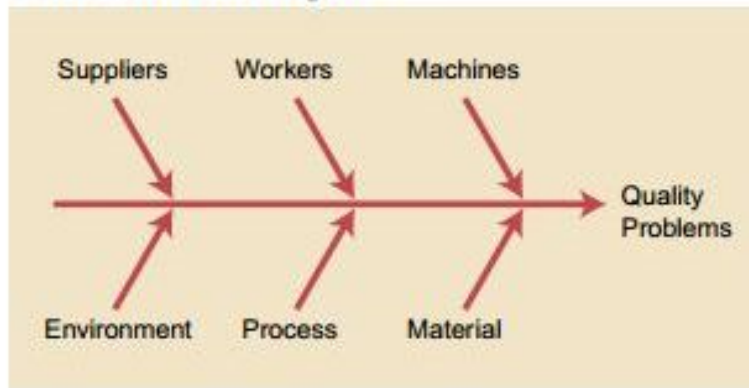 Suppliers Workers Machines
Quality
Problems
Environment Process Material